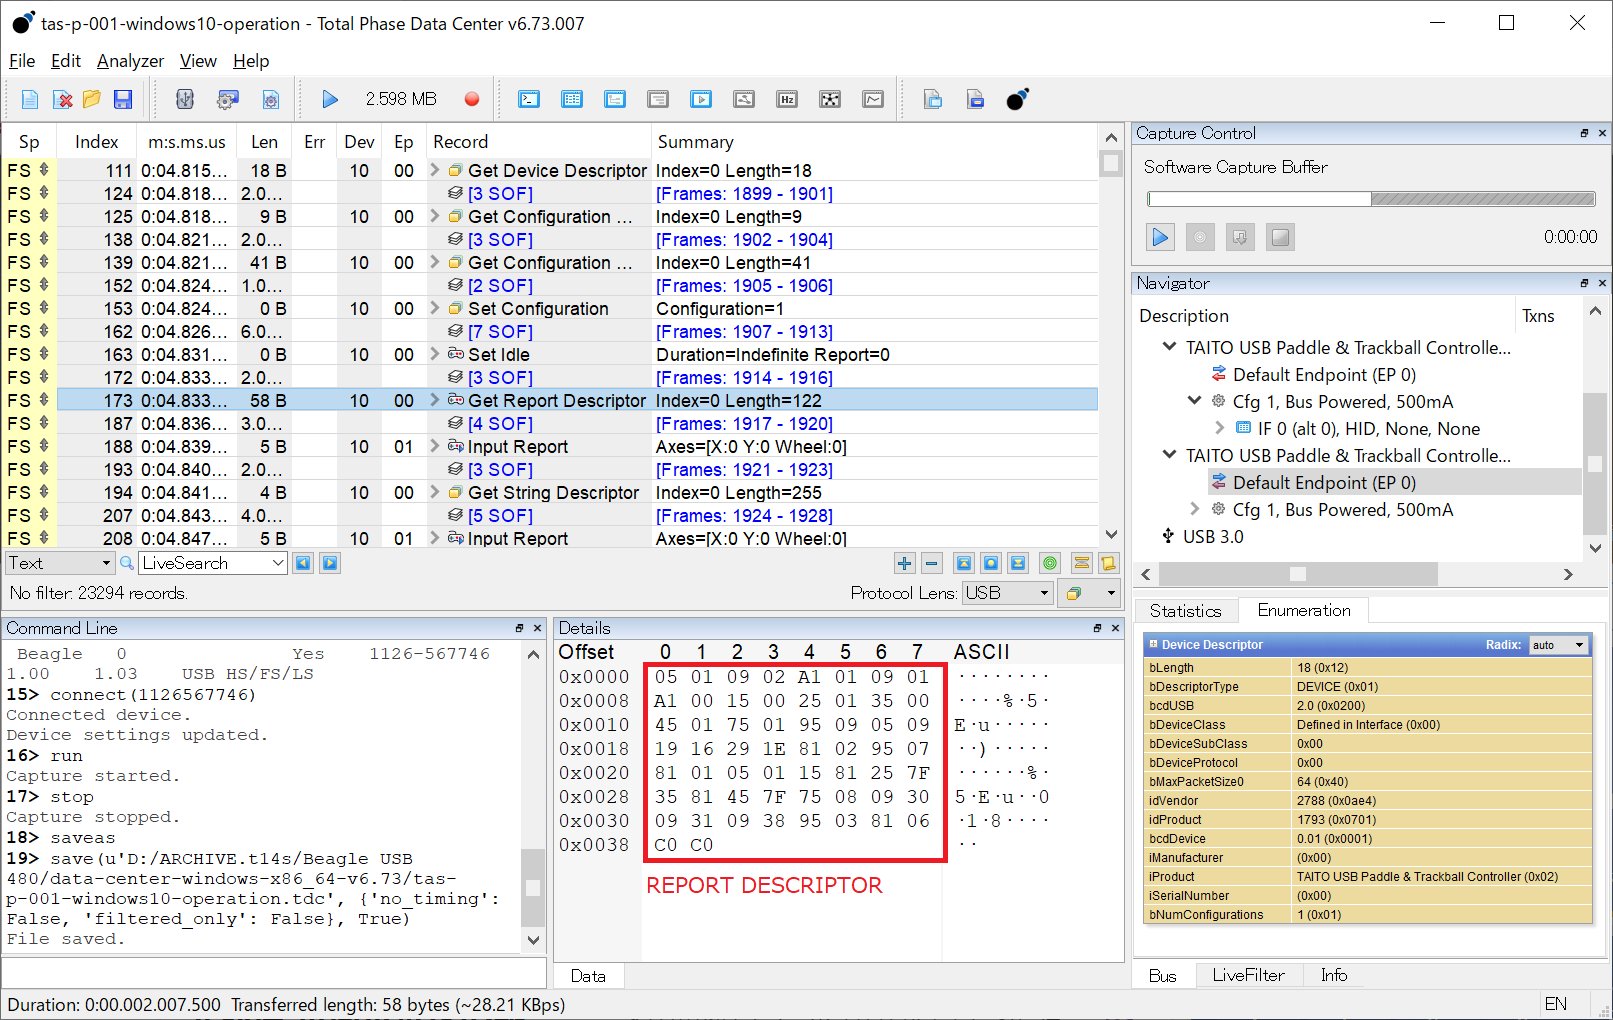 tas-p-001-windows10-operation - Total Phase Data Center v6.73.007
File Edit Analyzer View Help
2.598 MB
Sp Index m:s.ms.us Len Err Dev Ep Record Summary
FS 111 0:04.815... 18 B 10 00 Get Device Descriptor Index=0 Length=18
FS 124 0:04.818... 2.0... [3 SOF] [Frames: 1899 - 1901]
FS 125 0:04.818... 9 B 10 00 Get Configuration ... Index=0 Length=9
FS 138 0:04.821... 2.0... [3 SOF] [Frames: 1902 - 1904]
FS 139 0:04.821... 41 B 10 00 Get Configuration ... Index=0 Length=41
FS 152 0:04.824... 1.0... [2 SOF] [Frames: 1905 - 1906]
FS 153 0:04.824... 0 B 10 00 Set Configuration Configuration=1
FS 162 0:04.826... 6.0... [7 SOF] [Frames: 1907 - 1913]
FS 163 0:04.831... 0 B 10 00 Set Idle Duration=Indefinite Report=0
FS 172 0:04.833... 2.0... [3 SOF] [Frames: 1914 - 1916]
FS 173 0:04.833... 58 B 10 00 Get Report Descriptor Index=0 Length=122
FS 187 0:04.836... 3.0... [4 SOF] [Frames: 1917 - 1920]
FS 188 0:04.839... 5 B 10 01 Input Report Axes=[X:0 Y:0 Wheel:0]
FS 193 0:04.840... 2.0... [3 SOF] [Frames: 1921 - 1923]
FS 194 0:04.841... 4 B 10 00 Get String Descriptor Index=0 Length=255
FS 207 0:04.843... 4.0... [5 SOF] [Frames: 1924 - 1928]
FS 208 0:04.847... 5 B 10 01 Input Report Axes=[X:0 Y:0 Wheel:0]
Text LiveSearch
No filter: 23294 records. Protocol Lens: USB
Capture Control
Software Capture Buffer
0:00:00
Navigator
Description Txns
TAITO USB Paddle & Trackball Controlle...
Default Endpoint (EP 0)
Cfg 1, Bus Powered, 500mA
IF 0 (alt 0), HID, None, None
TAITO USB Paddle & Trackball Controlle...
Default Endpoint (EP 0)
Cfg 1, Bus Powered, 500mA
USB 3.0
Command Line
Beagle 0 Yes 1126-567746
1.00 1.03 USB HS/FS/LS
15> connect(1126567746)
Connected device.
Device settings updated.
16> run
Capture started.
17> stop
Capture stopped.
18> saveas
19> save(u'D:/ARCHIVE.t14s/Beagle USB
480/data-center-windows-x86_64-v6.73/tas-
p-001-windows10-operation.tdc', {'no_timing':
False, 'filtered_only': False}, True)
File saved.
Details
Offset 0 1 2 3 4 5 6 7 ASCII
0x0000 05 01 09 02 A1 01 09 01 ········
0x0008 A1 00 15 00 25 01 35 00 ····%·5·
0x0010 45 01 75 01 95 09 05 09 E·u·····
0x0018 19 16 29 1E 81 02 95 07 ··)·····
0x0020 81 01 05 01 15 81 25 7F ······%·
0x0028 35 81 45 7F 75 08 09 30 5·E·u··0
0x0030 09 31 09 38 95 03 81 06 ·1·8····
0x0038 C0 C0 ··
REPORT DESCRIPTOR
Data
Statistics Enumeration
Device Descriptor Radix: auto
bLength 18 (0x12)
bDescriptorType DEVICE (0x01)
bcdUSB 2.0 (0x0200)
bDeviceClass Defined in Interface (0x00)
bDeviceSubClass 0x00
bDeviceProtocol 0x00
bMaxPacketSize0 64 (0x40)
idVendor 2788 (0x0ae4)
idProduct 1793 (0x0701)
bcdDevice 0.01 (0x0001)
iManufacturer (0x00)
iProduct TAITO USB Paddle & Trackball Controller (0x02)
iSerialNumber (0x00)
bNumConfigurations 1 (0x01)
Bus LiveFilter Info
Duration: 0:00.002.007.500 Transferred length: 58 bytes (~28.21 KBps) EN